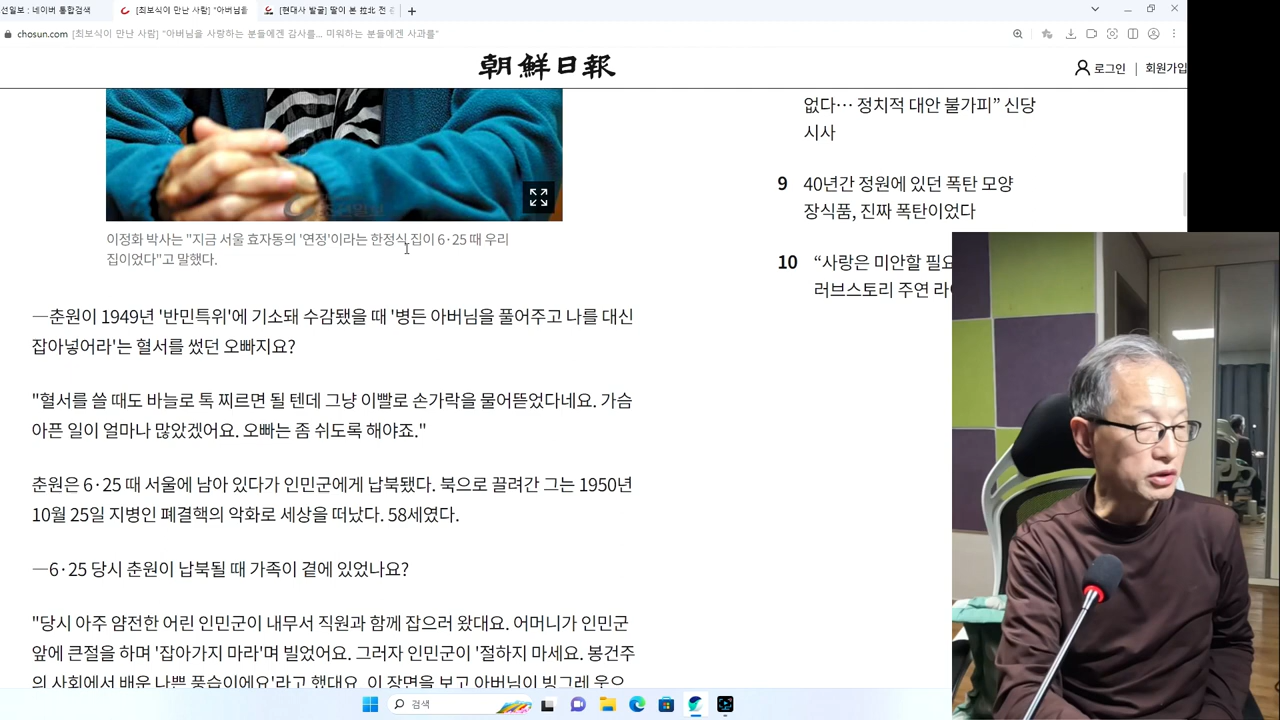 선일보 : 네이버 통합검색
[최보식이 만난 사람] "아버님을
[현대사 발굴] 딸이 본 拉北 전
chosun.com [최보식이 만난 사람] "아버님을 사랑하는 분들에겐 감사를... 미워하는 분들에겐 사과를"
朝鮮日報
로그인 | 회원가입
없다… 정치적 대안 불가피” 신당
시사
9 40년간 정원에 있던 폭탄 모양
장식품, 진짜 폭탄이었다
10 “사랑은 미안할 필요
러브스토리 주연 라이
조선일보
이정화 박사는 "지금 서울 효자동의 '연정'이라는 한정식 집이 6·25 때 우리
집이었다"고 말했다.
―춘원이 1949년 '반민특위'에 기소돼 수감됐을 때 '병든 아버님을 풀어주고 나를 대신
잡아넣어라'는 혈서를 썼던 오빠지요?
"혈서를 쓸 때도 바늘로 톡 찌르면 될 텐데 그냥 이빨로 손가락을 물어뜯었다네요. 가슴
아픈 일이 얼마나 많았겠어요. 오빠는 좀 쉬도록 해야죠."
춘원은 6·25 때 서울에 남아 있다가 인민군에게 납북됐다. 북으로 끌려간 그는 1950년
10월 25일 지병인 폐결핵의 악화로 세상을 떠났다. 58세였다.
―6·25 당시 춘원이 납북될 때 가족이 곁에 있었나요?
"당시 아주 얌전한 어린 인민군이 내무서 직원과 함께 잡으러 왔대요. 어머니가 인민군
앞에 큰절을 하며 '잡아가지 마라'며 빌었어요. 그러자 인민군이 '절하지 마세요. 봉건주
의 사회에서 배운 나쁜 풍습이에요'라고 했대요. 이 장면을 보고 아버님이 빙그레 웃으
검색